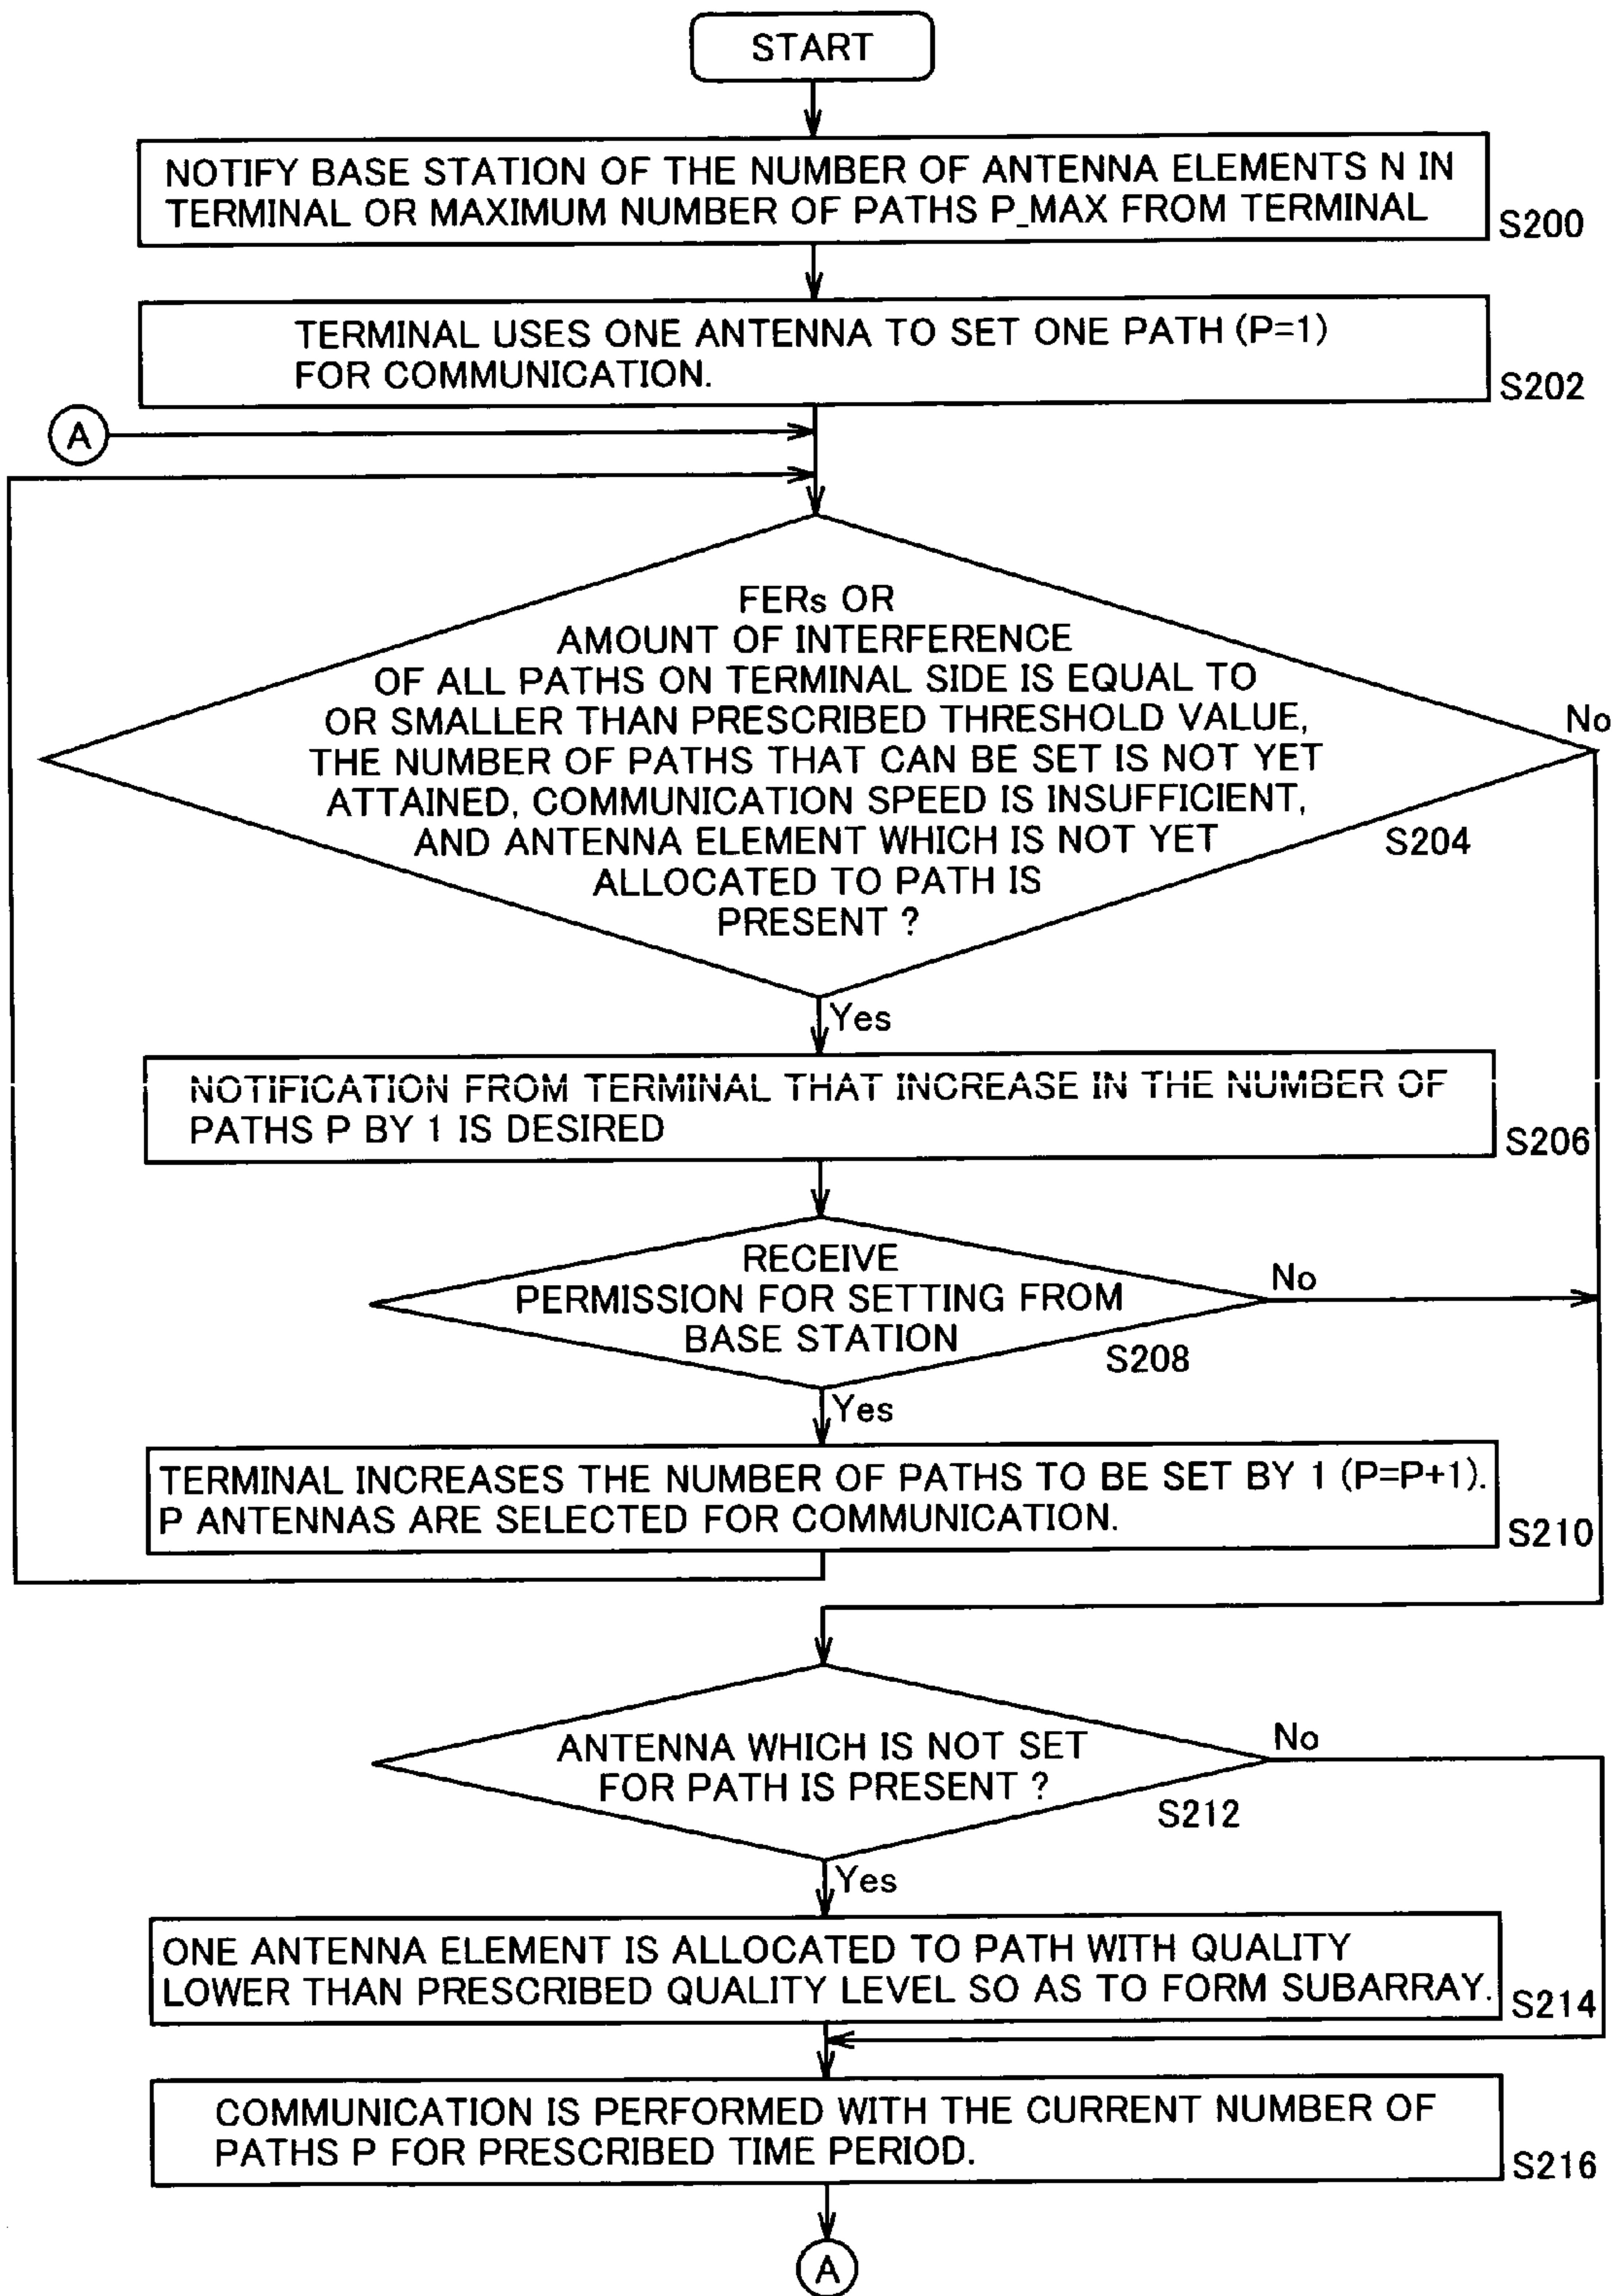 START
NOTIFY BASE STATION OF THE NUMBER OF ANTENNA ELEMENTS N IN
TERMINAL OR MAXIMUM NUMBER OF PATHS P_MAX FROM TERMINAL
S200
TERMINAL USES ONE ANTENNA TO SET ONE PATH (P=1)
FOR COMMUNICATION.
S202
A
FERs OR
AMOUNT OF INTERFERENCE
OF ALL PATHS ON TERMINAL SIDE IS EQUAL TO
OR SMALLER THAN PRESCRIBED THRESHOLD VALUE,
THE NUMBER OF PATHS THAT CAN BE SET IS NOT YET
ATTAINED, COMMUNICATION SPEED IS INSUFFICIENT,
AND ANTENNA ELEMENT WHICH IS NOT YET
ALLOCATED TO PATH IS
PRESENT ?
No
S204
Yes
NOTIFICATION FROM TERMINAL THAT INCREASE IN THE NUMBER OF
PATHS P BY 1 IS DESIRED
S206
RECEIVE
PERMISSION FOR SETTING FROM
BASE STATION
No
S208
Yes
TERMINAL INCREASES THE NUMBER OF PATHS TO BE SET BY 1 (P=P+1).
P ANTENNAS ARE SELECTED FOR COMMUNICATION.
S210
ANTENNA WHICH IS NOT SET
FOR PATH IS PRESENT ?
No
S212
Yes
ONE ANTENNA ELEMENT IS ALLOCATED TO PATH WITH QUALITY
LOWER THAN PRESCRIBED QUALITY LEVEL SO AS TO FORM SUBARRAY.
S214
COMMUNICATION IS PERFORMED WITH THE CURRENT NUMBER OF
PATHS P FOR PRESCRIBED TIME PERIOD.
S216
A